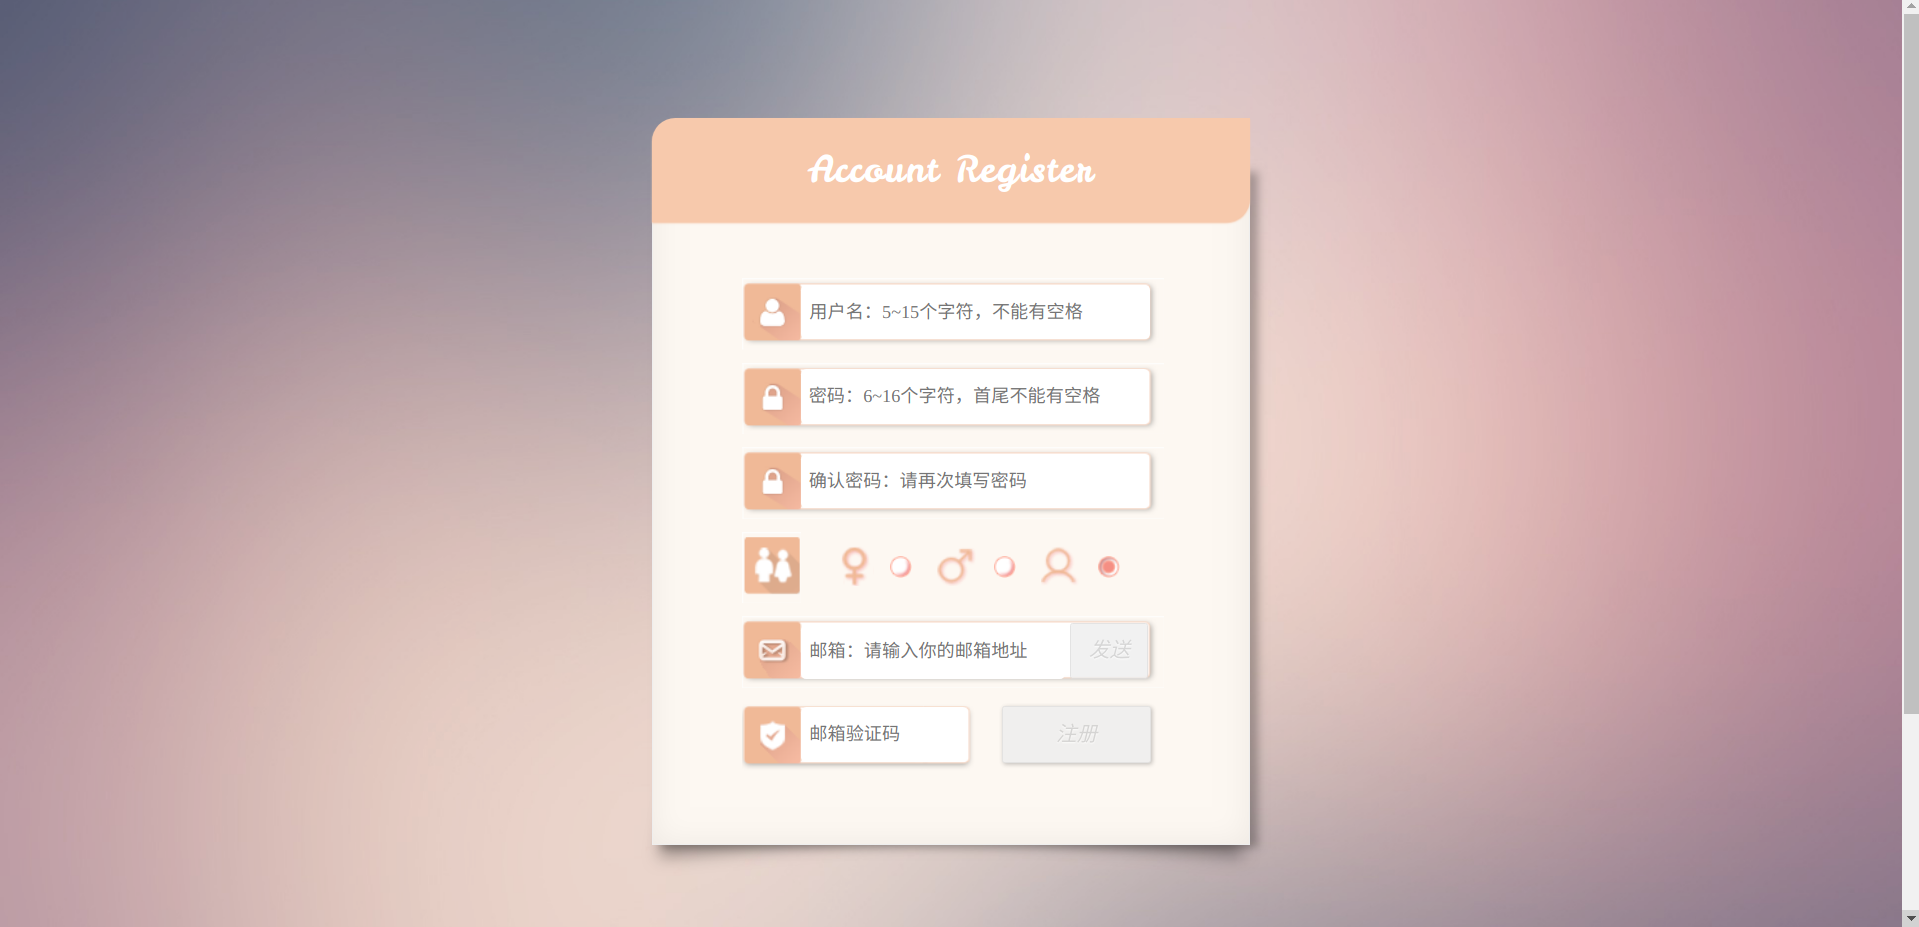 Account Register
用户名：5~15个字符，不能有空格
密码：6~16个字符，首尾不能有空格
确认密码：请再次填写密码
邮箱：请输入你的邮箱地址
发送
邮箱验证码
注册